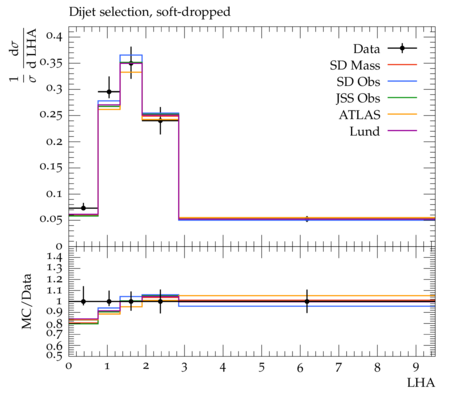 Dijet selection, soft-dropped
1/σ dσ/d LHA
0.4
0.35
0.3
0.25
0.2
0.15
0.1
0.05
0
Data
SD Mass
SD Obs
JSS Obs
ATLAS
Lund
MC/Data
1.4
1.3
1.2
1.1
1
0.9
0.8
0.7
0.6
0.5
0 1 2 3 4 5 6 7 8 9
LHA